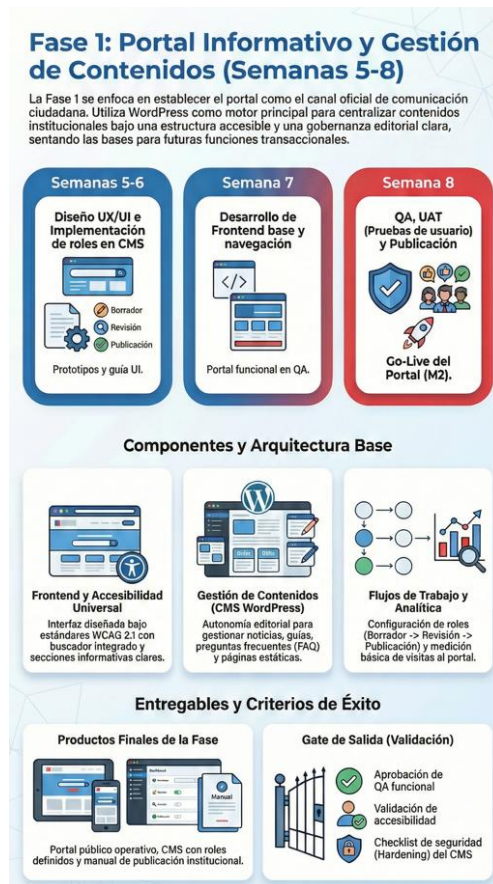 Fase 1: Portal Informativo y Gestión
de Contenidos (Semanas 5-8)
La Fase 1 se enfoca en establecer el portal como el canal oficial de comunicación
ciudadana. Utiliza WordPress como motor principal para centralizar contenidos
institucionales bajo una estructura accesible y una gobernanza editorial clara,
sentando las bases para futuras funciones transaccionales.
Semanas 5-6
Diseño UX/UI e
Implementación
de roles en CMS
Borrador
Revisión
Publicación
Prototipos y guía UI.
Semana 7
Desarrollo de
Frontend base y
navegación
</>
Portal funcional en QA.
Semana 8
QA, UAT
(Pruebas de usuario)
y Publicación
Go-Live del
Portal (M2).
Componentes y Arquitectura Base
Frontend y Accesibilidad
Universal
Interfaz diseñada bajo
estándares WCAG 2.1 con
buscador integrado y
secciones informativas claras.
Gestión de Contenidos
(CMS WordPress)
Autonomía editorial para
gestionar noticias, guías,
preguntas frecuentes (FAQ)
y páginas estáticas.
Flujos de Trabajo y
Analítica
Configuración de roles
(Borrador -> Revisión ->
Publicación) y medición
básica de visitas al portal.
Entregables y Criterios de Éxito
Productos Finales de la Fase
Manual
Portal público operativo, CMS con roles
definidos y manual de publicación institucional.
Gate de Salida (Validación)
Aprobación de
QA funcional
Validación de
accesibilidad
Checklist de seguridad
(Hardening) del CMS